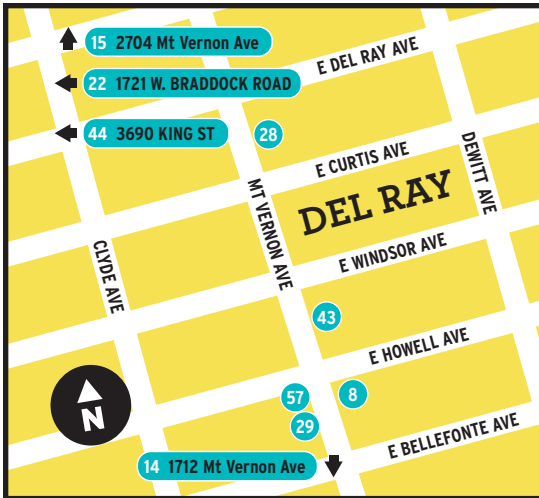 15 2704 Mt Vernon Ave
22 1721 W. BRADDOCK ROAD
44 3690 KING ST
28
E DEL RAY AVE
E CURTIS AVE
DEWITT AVE
DEL RAY
MT VERNON AVE
E WINDSOR AVE
CLYDE AVE
43
E HOWELL AVE
57
8
29
N
E BELLEFONTE AVE
14 1712 Mt Vernon Ave